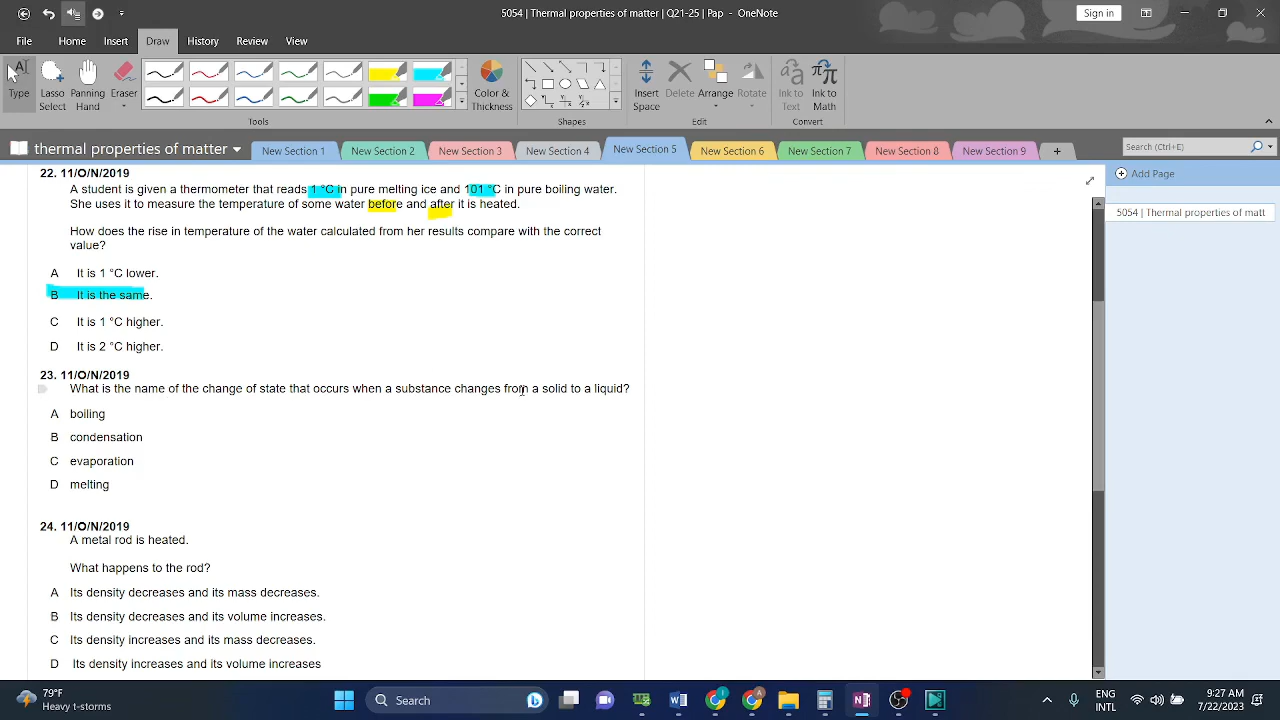 5054 | Thermal properties of matter | Q21-25 | Pap - OneNote
Sign in
File Home Insert Draw History Review View
Type
Lasso Select
Panning Hand
Eraser
Color & Thickness
Insert Space
Delete
Arrange
Rotate
Ink to Text
Ink to Math
Tools
Shapes
Edit
Convert
thermal properties of matter
New Section 1 New Section 2 New Section 3 New Section 4 New Section 5 New Section 6 New Section 7 New Section 8 New Section 9 +
Search (Ctrl+E)
Add Page
5054 | Thermal properties of matt
22. 11/O/N/2019
A student is given a thermometer that reads 1 °C in pure melting ice and 101 °C in pure boiling water.
She uses it to measure the temperature of some water before and after it is heated.
How does the rise in temperature of the water calculated from her results compare with the correct
value?
A It is 1 °C lower.
B It is the same.
C It is 1 °C higher.
D It is 2 °C higher.
23. 11/O/N/2019
What is the name of the change of state that occurs when a substance changes from a solid to a liquid?
A boiling
B condensation
C evaporation
D melting
24. 11/O/N/2019
A metal rod is heated.
What happens to the rod?
A Its density decreases and its mass decreases.
B Its density decreases and its volume increases.
C Its density increases and its mass decreases.
D Its density increases and its volume increases
79°F
Heavy t-storms
Search
ENG
INTL
9:27 AM
7/22/2023